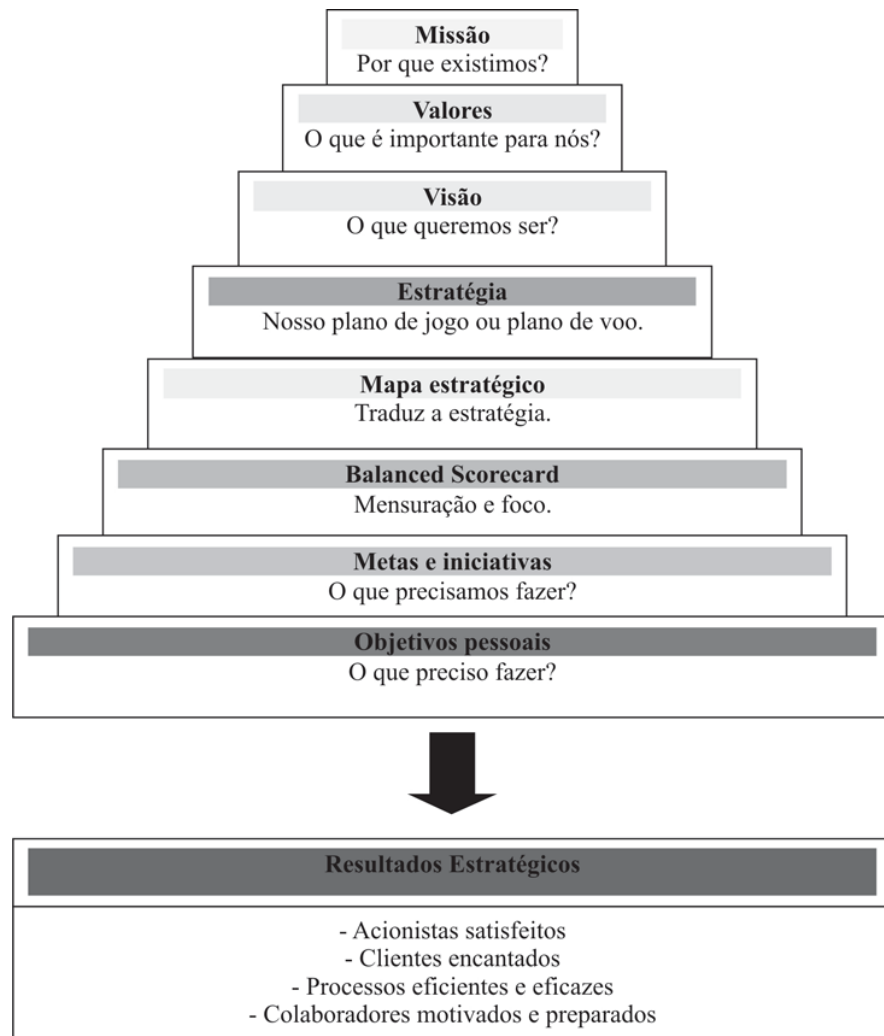 Missão
Por que existimos?
Valores
O que é importante para nós?
Visão
O que queremos ser?
Estratégia
Nosso plano de jogo ou plano de voo.
Mapa estratégico
Traduz a estratégia.
Balanced Scorecard
Mensuração e foco.
Metas e iniciativas
O que precisamos fazer?
Objetivos pessoais
O que preciso fazer?
Resultados Estratégicos
- Acionistas satisfeitos
- Clientes encantados
- Processos eficientes e eficazes
- Colaboradores motivados e preparados